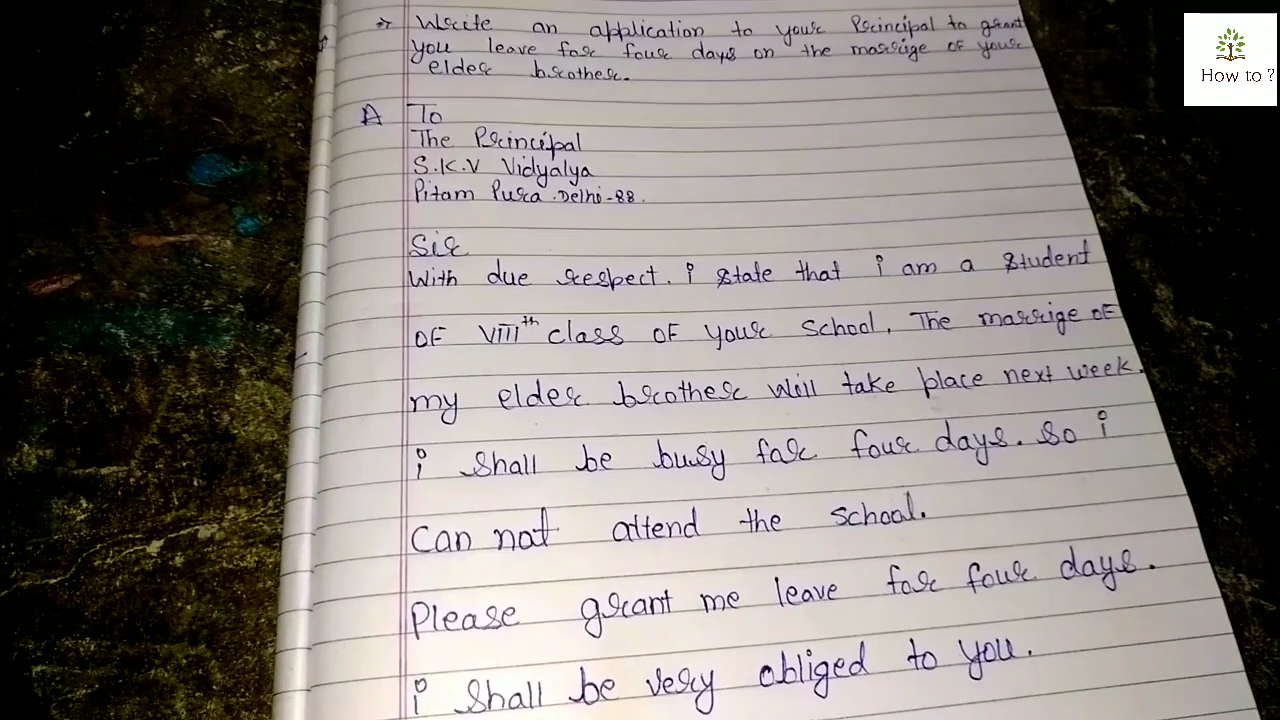 → Write an application to your Principal to grant
you leave for four days on the marrige of your
elder brother.
A To
The Principal
S.K.V Vidyalya
Pitam Pura .Delhi-88.
Sir
With due respect. i state that i am a student
OF VIIIth class OF your school. The marrige OF
my elder brother will take place next week.
i shall be busy for four days. so i
can not attend the school.
Please grant me leave for four days.
i shall be very obliged to you.
How to ?